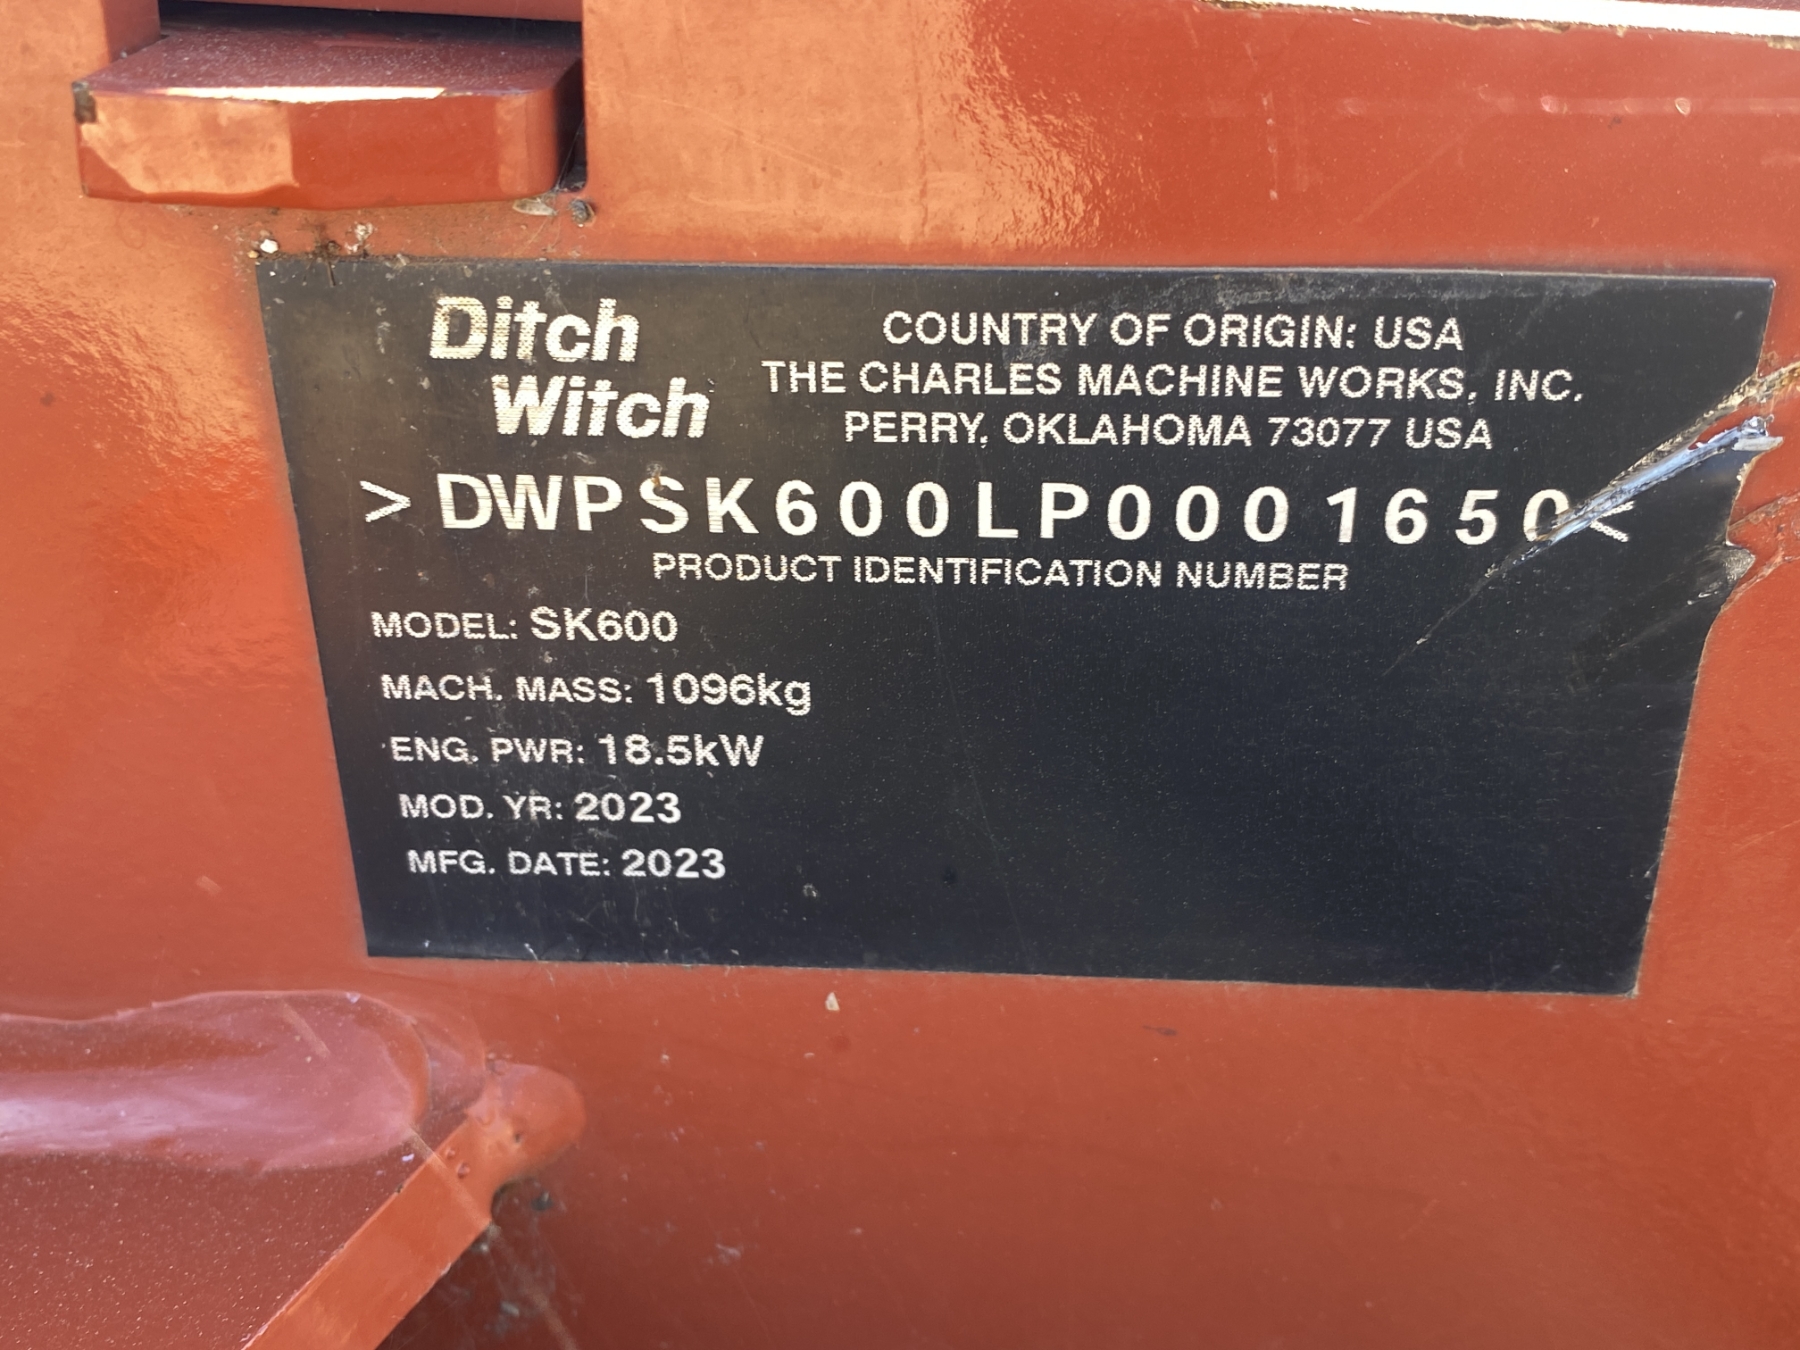 Ditch
Witch
COUNTRY OF ORIGIN: USA
THE CHARLES MACHINE WORKS, INC.
PERRY, OKLAHOMA 73077 USA
>DWPSK600LP0001650<
PRODUCT IDENTIFICATION NUMBER
MODEL: SK600
MACH. MASS: 1096kg
ENG. PWR: 18.5kW
MOD. YR: 2023
MFG. DATE: 2023